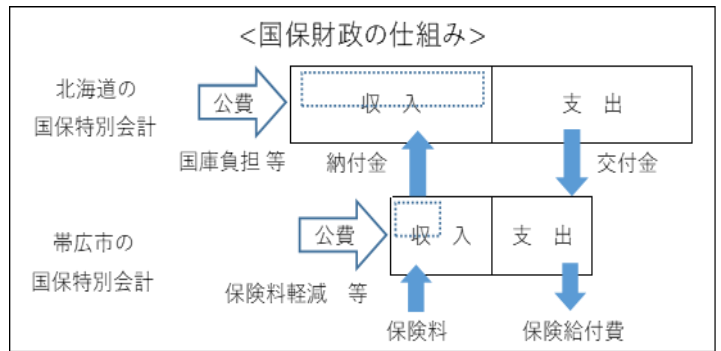 <国保財政の仕組み>
北海道の
国保特別会計
公費
収 入
支 出
国庫負担 等
納付金
交付金
帯広市の
国保特別会計
公費
収 入
支 出
保険料軽減 等
保険料
保険給付費